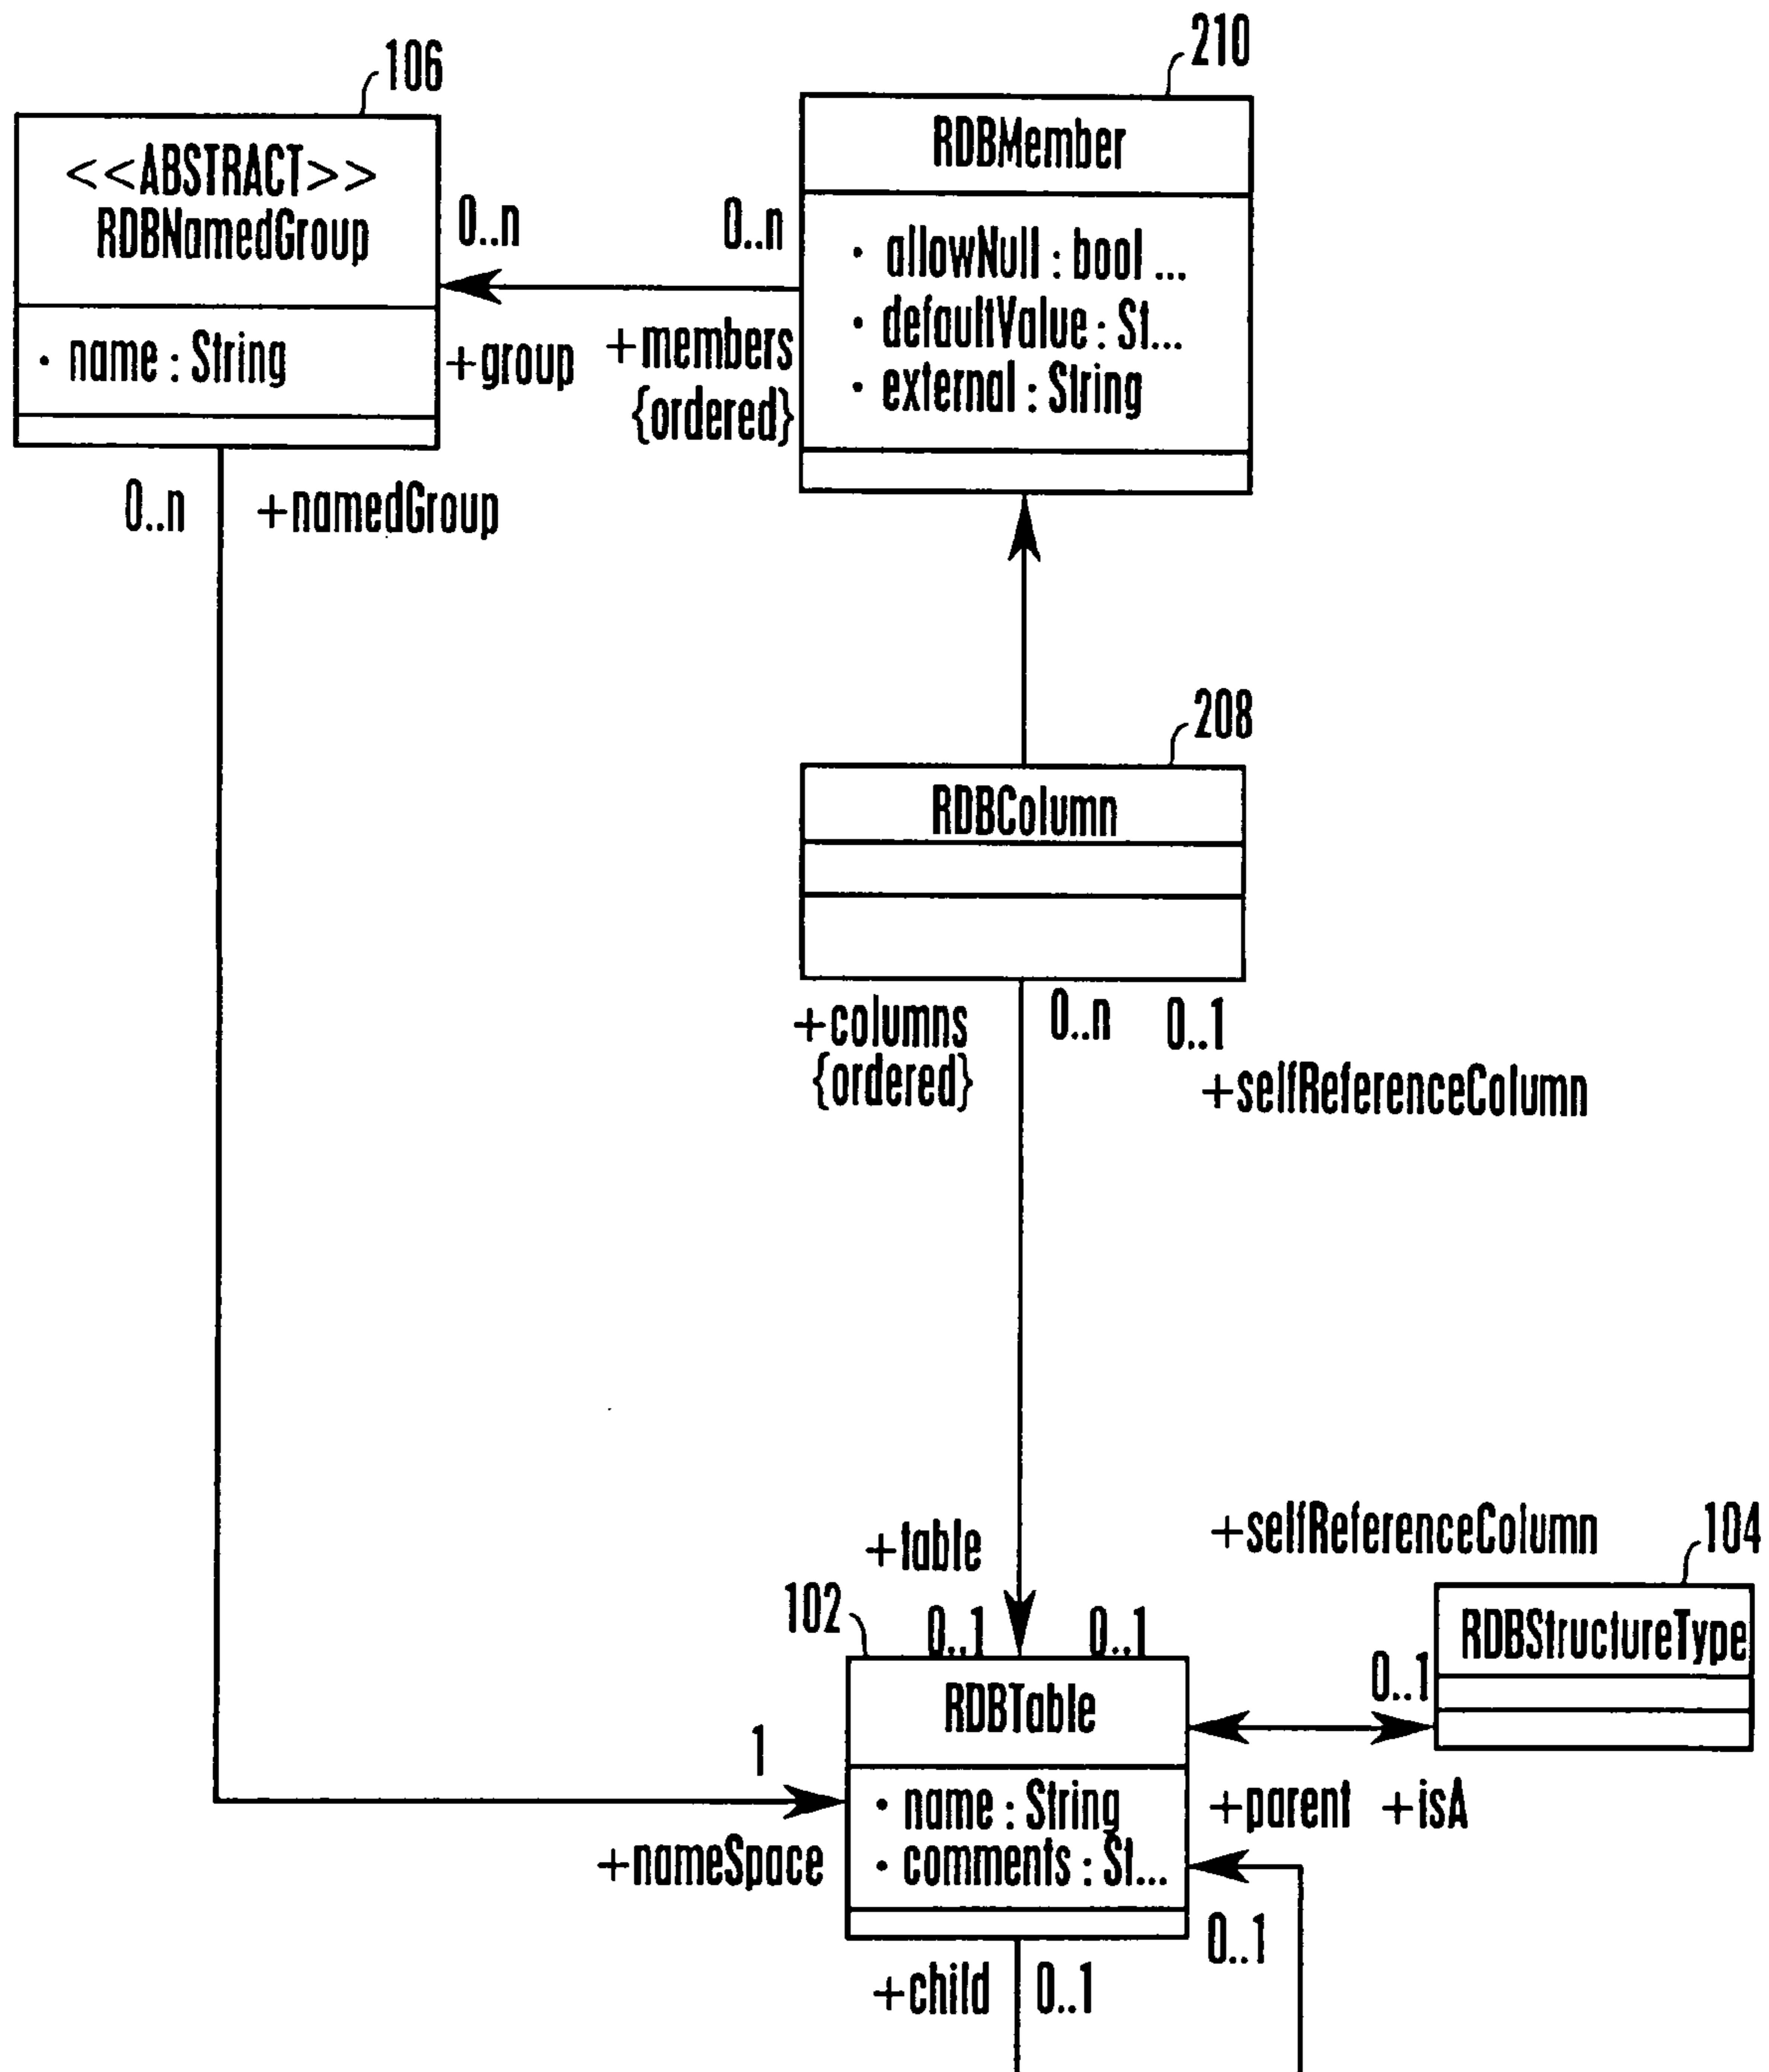 106
<<ABSTRACT>>
RDBNamedGroup
· name : String
0..n
+group
0..n
+members
{ordered}
210
RDBMember
· allowNull : bool ...
· defaultValue : St...
· external : String
0..n
+namedGroup
208
RDBColumn
+columns
{ordered}
0..n
0..1
+selfReferenceColumn
+table
0..1
0..1
+selfReferenceColumn
104
RDBStructureType
0..1
102
RDBTable
· name : String
· comments : St...
1
+nameSpace
+parent
+isA
0..1
+child
0..1